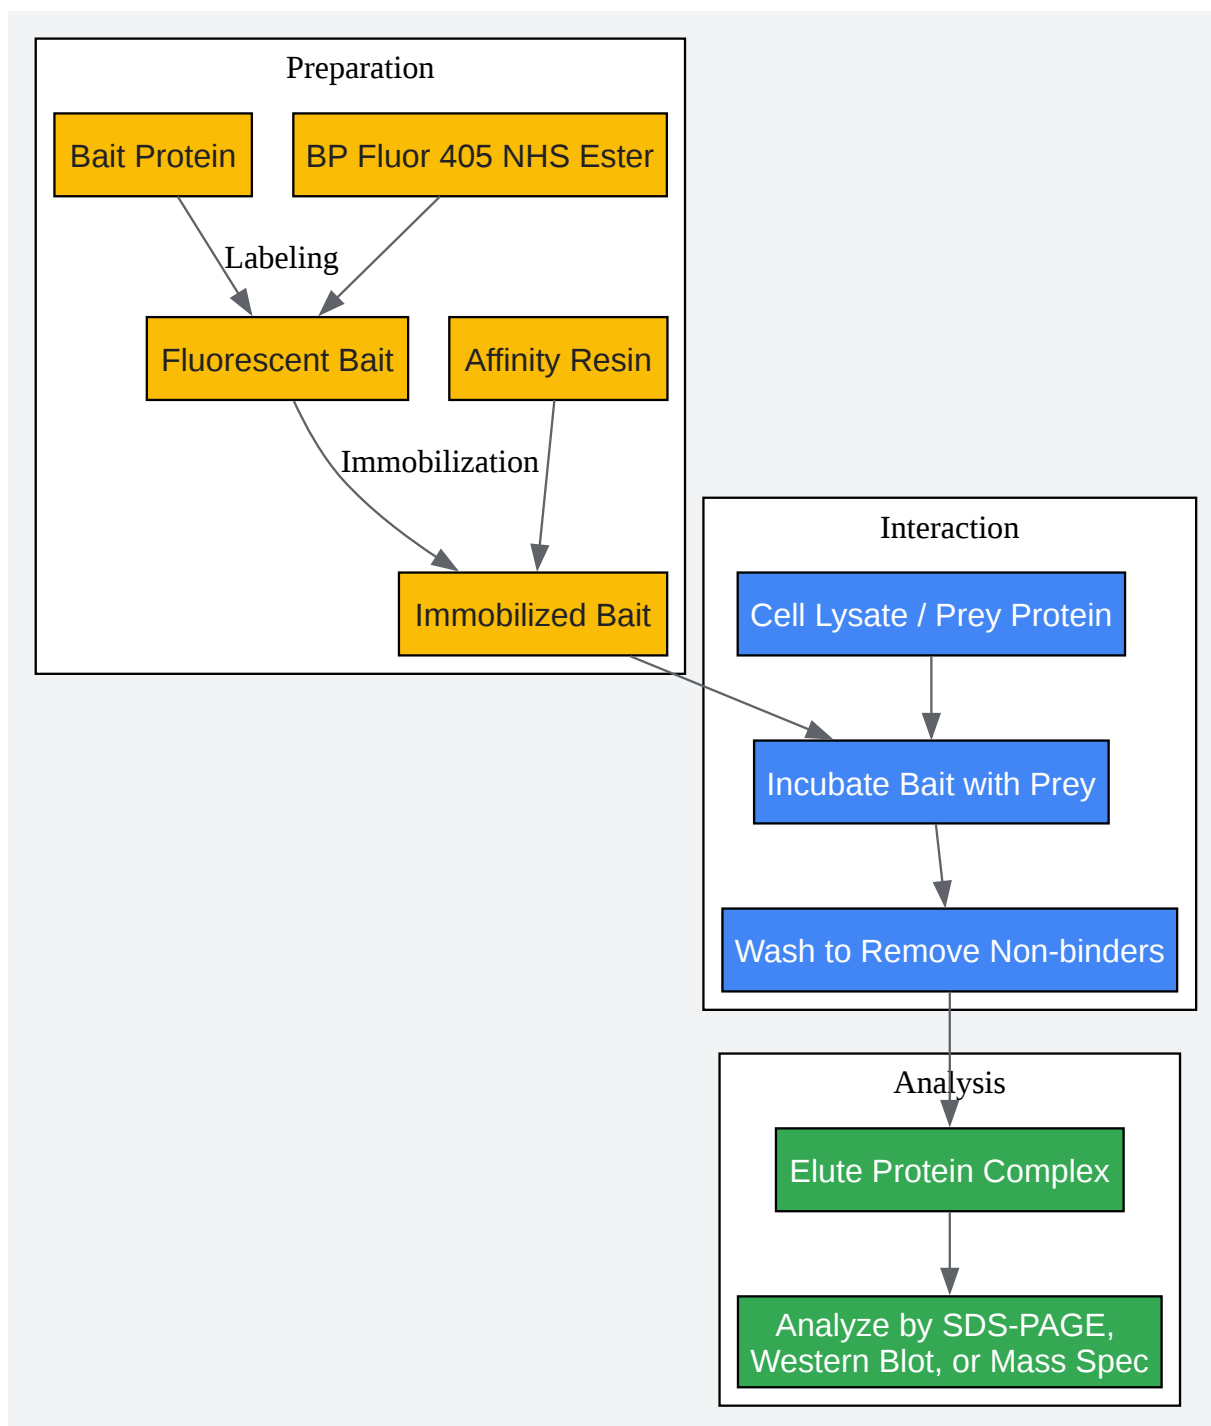 Preparation
Bait Protein
BP Fluor 405 NHS Ester
Labeling
Fluorescent Bait
Affinity Resin
Immobilization
Immobilized Bait
Interaction
Cell Lysate / Prey Protein
Incubate Bait with Prey
Wash to Remove Non-binders
Analysis
Elute Protein Complex
Analyze by SDS-PAGE,
Western Blot, or Mass Spec